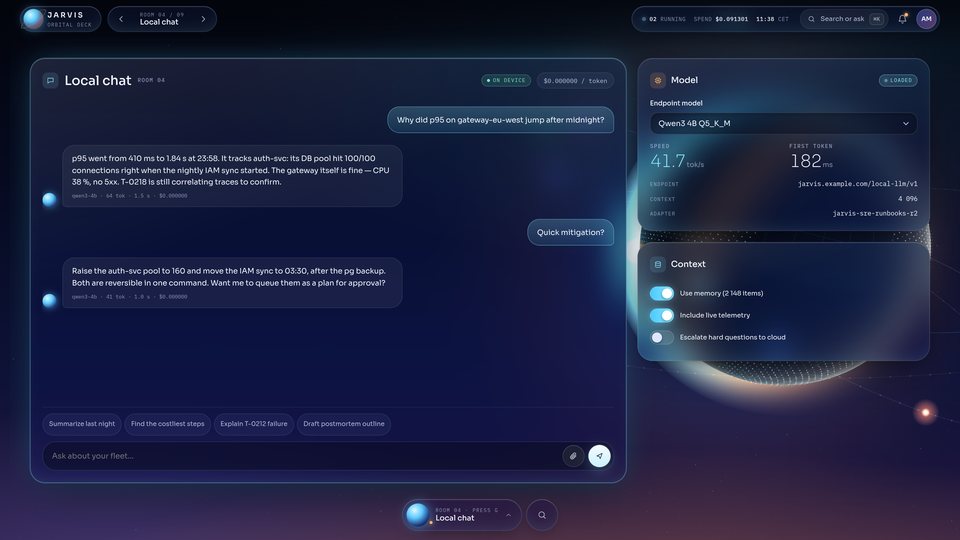 JARVIS
ORBITAL DECK
ROOM 04 / 09
Local chat
02 RUNNING SPEND $0.091301 11:38 CET
Search or ask ⌘K
AM
Local chat ROOM 04
ON DEVICE
$0.000000 / token
Why did p95 on gateway-eu-west jump after midnight?
p95 went from 410 ms to 1.84 s at 23:58. It tracks auth-svc: its DB pool hit 100/100
connections right when the nightly IAM sync started. The gateway itself is fine — CPU
38 %, no 5xx. T-0218 is still correlating traces to confirm.
qwen3-4b · 64 tok · 1.5 s · $0.000000
Quick mitigation?
Raise the auth-svc pool to 160 and move the IAM sync to 03:30, after the pg backup.
Both are reversible in one command. Want me to queue them as a plan for approval?
qwen3-4b · 41 tok · 1.0 s · $0.000000
Summarize last night
Find the costliest steps
Explain T-0212 failure
Draft postmortem outline
Ask about your fleet…
Model
LOADED
Endpoint model
Qwen3 4B Q5_K_M
SPEED
41.7 tok/s
FIRST TOKEN
182 ms
ENDPOINT jarvis.example.com/local-llm/v1
CONTEXT 4 096
ADAPTER jarvis-sre-runbooks-r2
Context
Use memory (2 148 items)
Include live telemetry
Escalate hard questions to cloud
ROOM 04 · PRESS G
Local chat